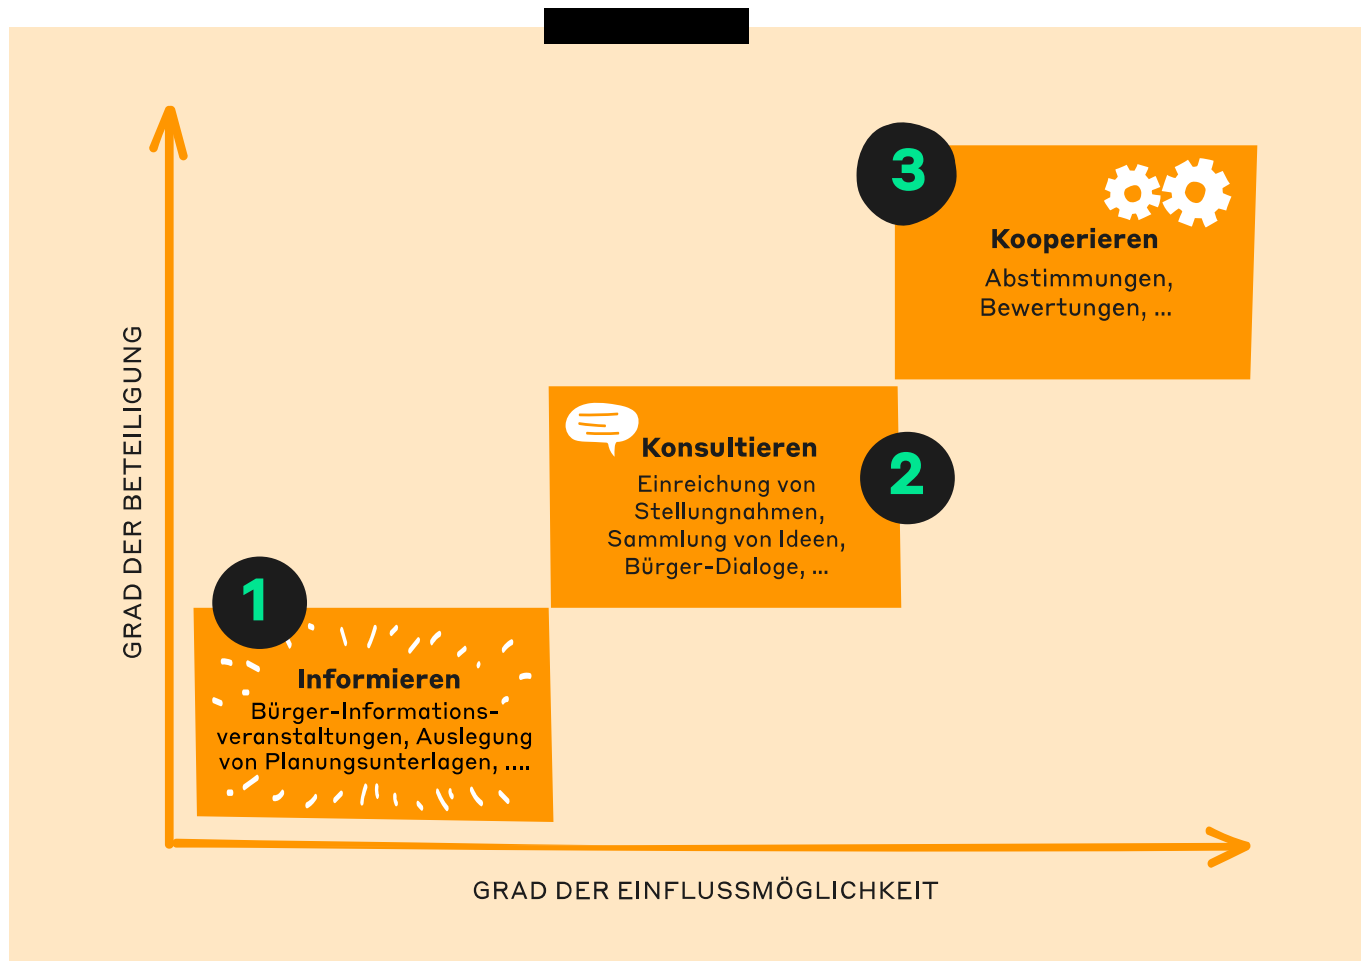 GRAD DER BETEILIGUNG
1
Informieren
Bürger-Informations-
veranstaltungen, Auslegung
von Planungsunterlagen, ....
2
Konsultieren
Einreichung von
Stellungnahmen,
Sammlung von Ideen,
Bürger-Dialoge, ...
3
Kooperieren
Abstimmungen,
Bewertungen, ...
GRAD DER EINFLUSSMÖGLICHKEIT